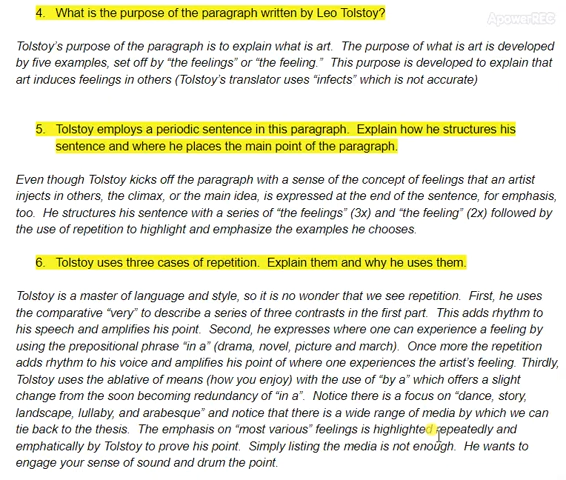 ApowerREC
4. What is the purpose of the paragraph written by Leo Tolstoy?
Tolstoy's purpose of the paragraph is to explain what is art. The purpose of what is art is developed
by five examples, set off by "the feelings" or "the feeling." This purpose is developed to explain that
art induces feelings in others (Tolstoy's translator uses "infects" which is not accurate)
5. Tolstoy employs a periodic sentence in this paragraph. Explain how he structures his
sentence and where he places the main point of the paragraph.
Even though Tolstoy kicks off the paragraph with a sense of the concept of feelings that an artist
injects in others, the climax, or the main idea, is expressed at the end of the sentence, for emphasis,
too. He structures his sentence with a series of "the feelings" (3x) and "the feeling" (2x) followed by
the use of repetition to highlight and emphasize the examples he chooses.
6. Tolstoy uses three cases of repetition. Explain them and why he uses them.
Tolstoy is a master of language and style, so it is no wonder that we see repetition. First, he uses
the comparative "very" to describe a series of three contrasts in the first part. This adds rhythm to
his speech and amplifies his point. Second, he expresses where one can experience a feeling by
using the prepositional phrase "in a" (drama, novel, picture and march). Once more the repetition
adds rhythm to his voice and amplifies his point of where one experiences the artist's feeling. Thirdly,
Tolstoy uses the ablative of means (how you enjoy) with the use of "by a" which offers a slight
change from the soon becoming redundancy of "in a". Notice there is a focus on "dance, story,
landscape, lullaby, and arabesque" and notice that there is a wide range of media by which we can
tie back to the thesis. The emphasis on "most various" feelings is highlighted repeatedly and
emphatically by Tolstoy to prove his point. Simply listing the media is not enough. He wants to
engage your sense of sound and drum the point.